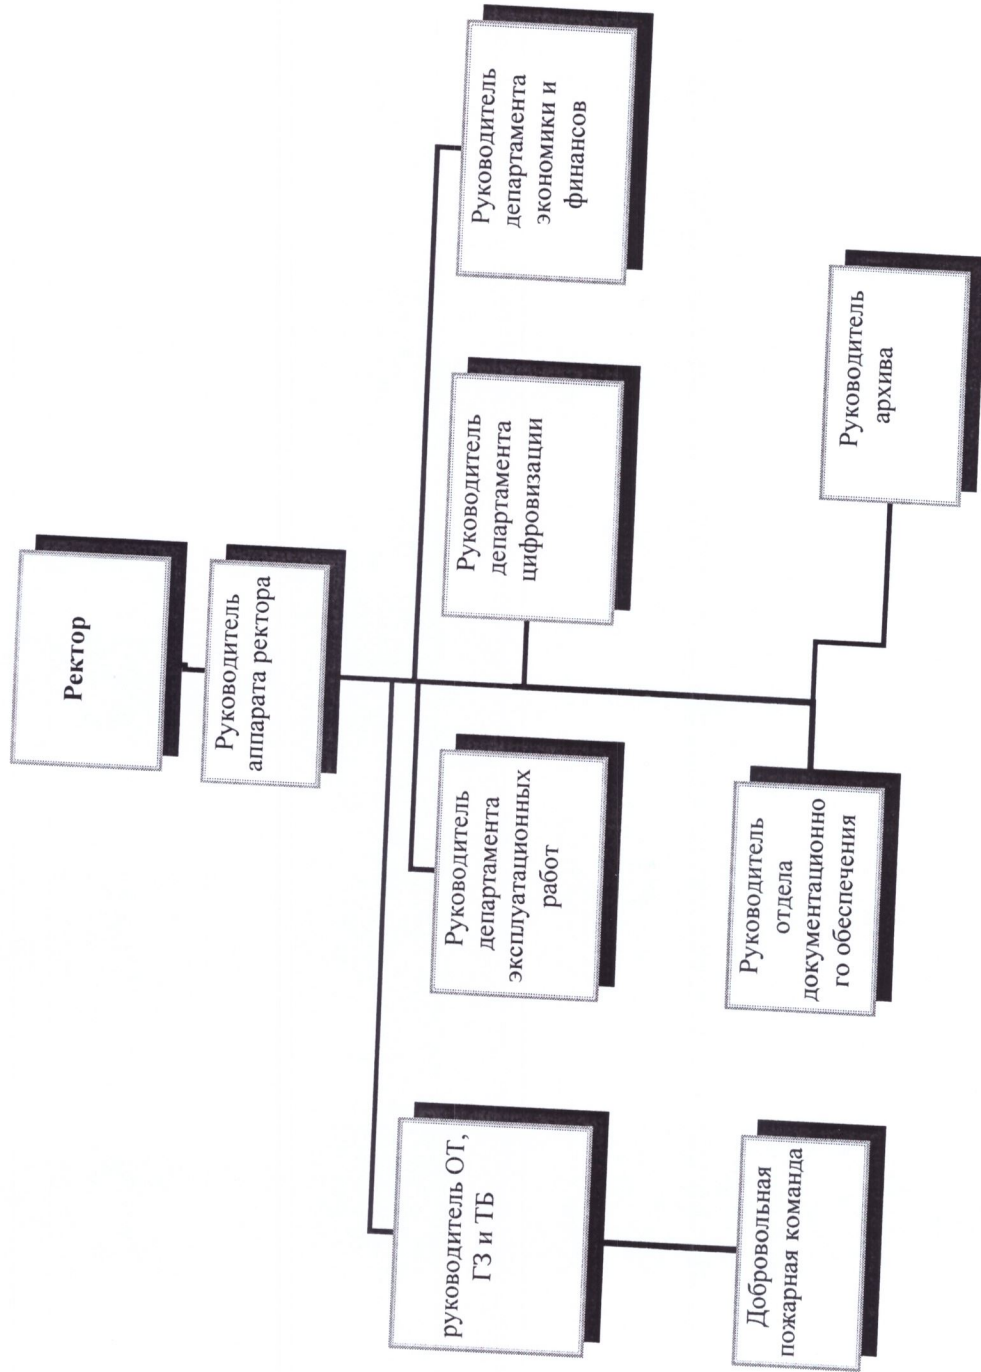 Ректор
Руководитель
аппарата ректора
руководитель ОТ,
ГЗ и ТБ
Руководитель
департамента
эксплуатационных
работ
Руководитель
департамента
цифровизации
Руководитель
департамента
экономики и
финансов
Добровольная
пожарная команда
Руководитель
отдела
документационно
го обеспечения
Руководитель
архива